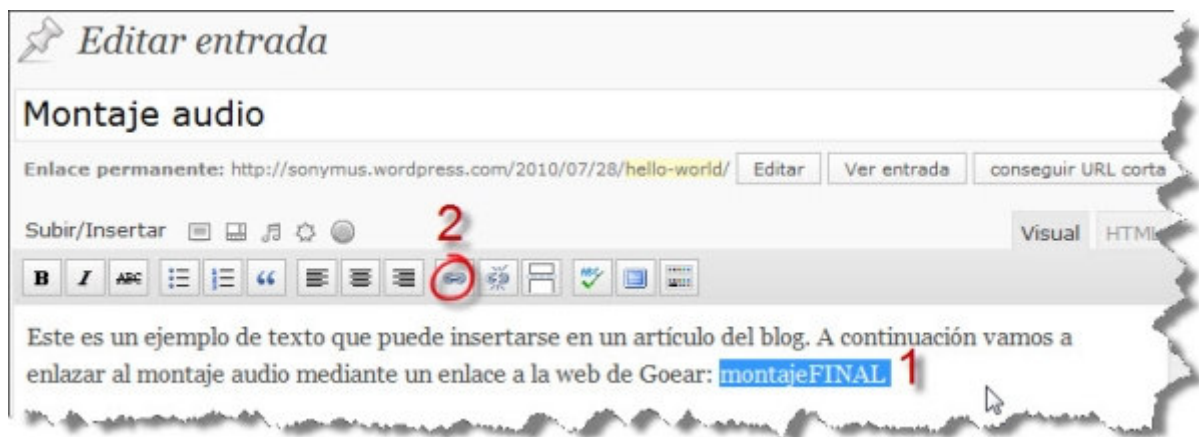 Editar entrada
Montaje audio
Enlace permanente: http://sonymus.wordpress.com/2010/07/28/hello-world/ Editar Ver entrada conseguir URL corta
2
Subir/Insertar Visual HTML
B I ABC ABC
Este es un ejemplo de texto que puede insertarse en un artículo del blog. A continuación vamos a
enlazar al montaje audio mediante un enlace a la web de Goear: montajeFINAL 1